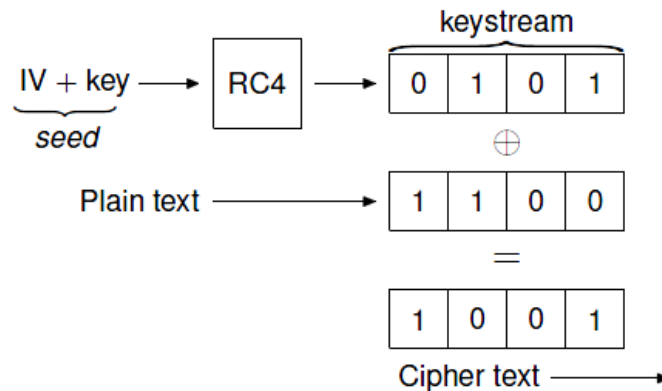 keystream
IV + key
RC4
0 1 0 1
seed
⊕
Plain text
1 1 0 0
=
1 0 0 1
Cipher text